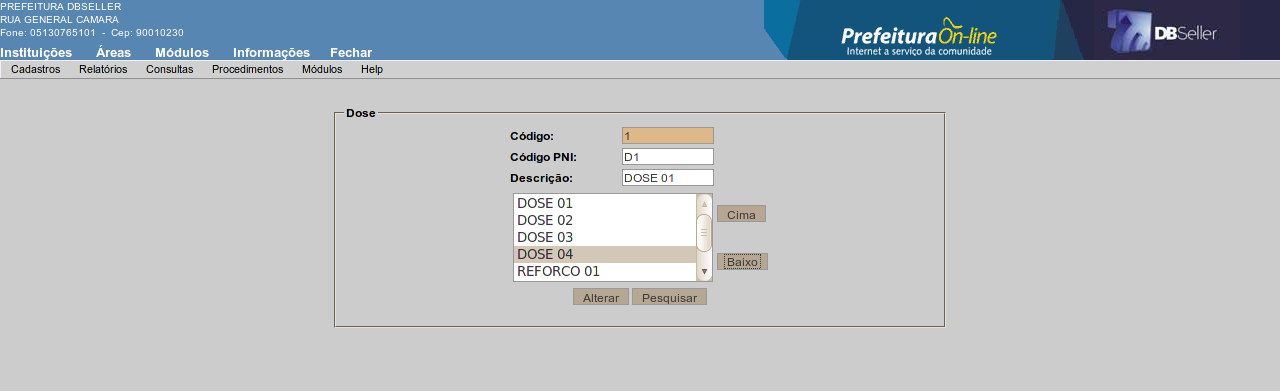 PREFEITURA DBSELLER
RUA GENERAL CAMARA
Fone: 05130765101 - Cep: 90010230
Prefeitura On-line
Internet a serviço da comunidade
DBSeller
Instituições Áreas Módulos Informações Fechar
Cadastros Relatórios Consultas Procedimentos Módulos Help
Dose
Código: 1
Código PNI: D1
Descrição: DOSE 01
DOSE 01
DOSE 02
DOSE 03
DOSE 04
REFORCO 01
Cima
Baixo
Alterar Pesquisar